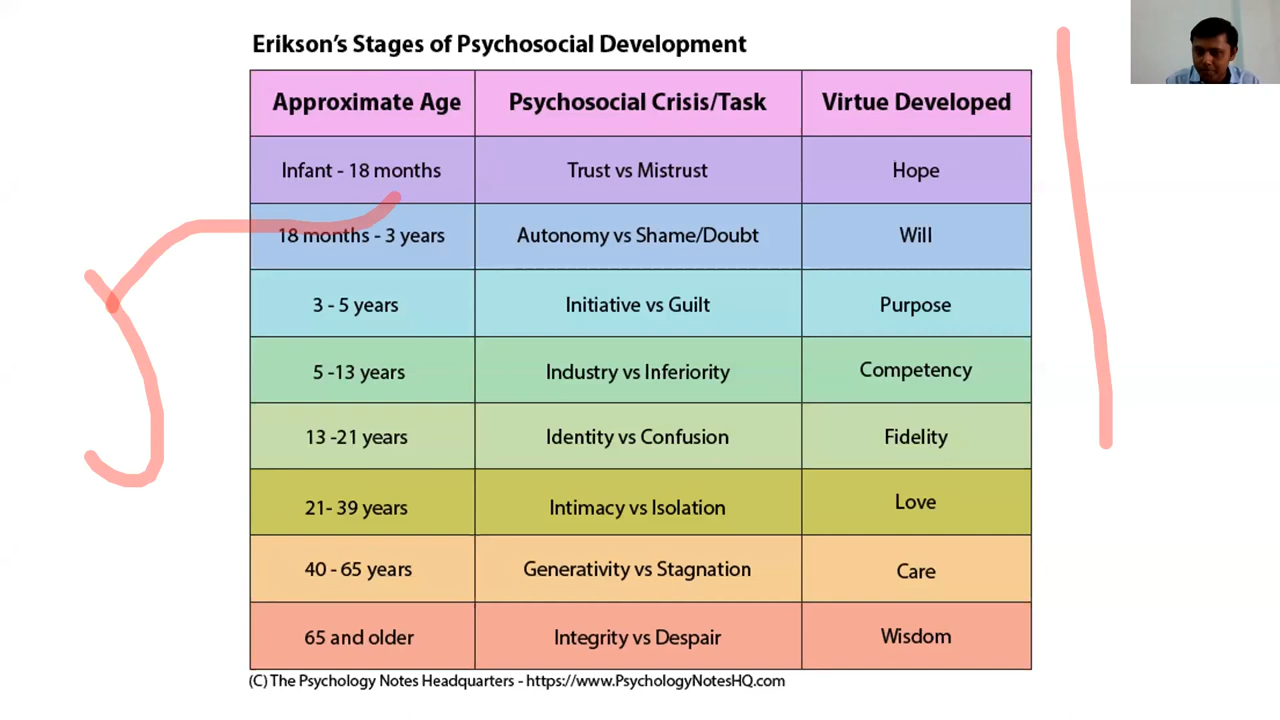 Erikson's Stages of Psychosocial Development
Approximate Age Psychosocial Crisis/Task Virtue Developed
Infant - 18 months Trust vs Mistrust Hope
18 months - 3 years Autonomy vs Shame/Doubt Will
3 - 5 years Initiative vs Guilt Purpose
5 -13 years Industry vs Inferiority Competency
13 -21 years Identity vs Confusion Fidelity
21- 39 years Intimacy vs Isolation Love
40 - 65 years Generativity vs Stagnation Care
65 and older Integrity vs Despair Wisdom
(C) The Psychology Notes Headquarters - https://www.PsychologyNotesHQ.com